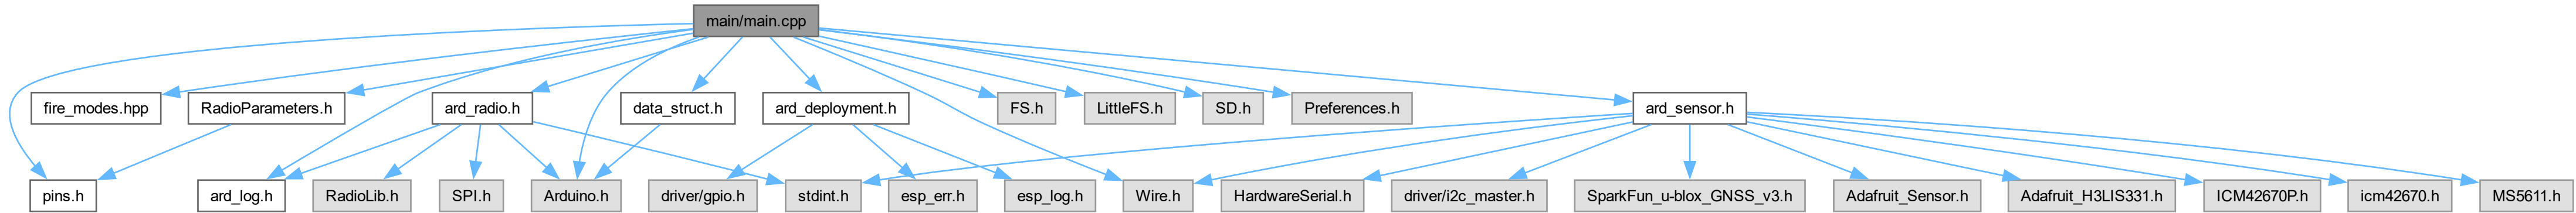 main/main.cpp
fire_modes.hpp
RadioParameters.h
ard_radio.h
data_struct.h
ard_deployment.h
FS.h
LittleFS.h
SD.h
Preferences.h
ard_sensor.h
pins.h
ard_log.h
RadioLib.h
SPI.h
Arduino.h
driver/gpio.h
stdint.h
esp_err.h
esp_log.h
Wire.h
HardwareSerial.h
driver/i2c_master.h
SparkFun_u-blox_GNSS_v3.h
Adafruit_Sensor.h
Adafruit_H3LIS331.h
ICM42670P.h
icm42670.h
MS5611.h